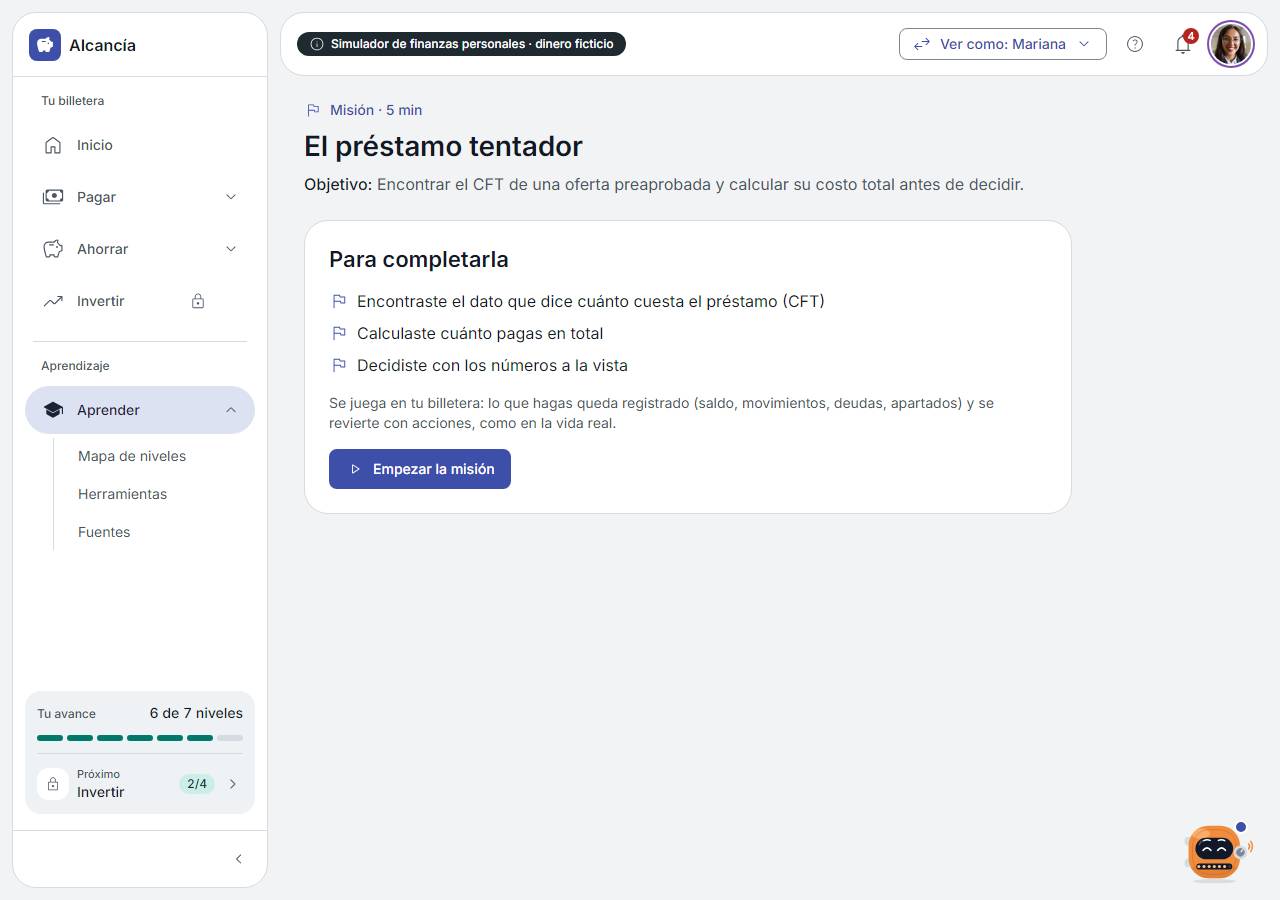 Alcancía
Tu billetera
Inicio
Pagar
Ahorrar
Invertir
Aprendizaje
Aprender
Mapa de niveles
Herramientas
Fuentes
Tu avance
6 de 7 niveles
Próximo
Invertir
2/4
Simulador de finanzas personales · dinero ficticio
Ver como: Mariana
4
Misión · 5 min
El préstamo tentador
Objetivo: Encontrar el CFT de una oferta preaprobada y calcular su costo total antes de decidir.
Para completarla
Encontraste el dato que dice cuánto cuesta el préstamo (CFT)
Calculaste cuánto pagas en total
Decidiste con los números a la vista
Se juega en tu billetera: lo que hagas queda registrado (saldo, movimientos, deudas, apartados) y se
revierte con acciones, como en la vida real.
Empezar la misión